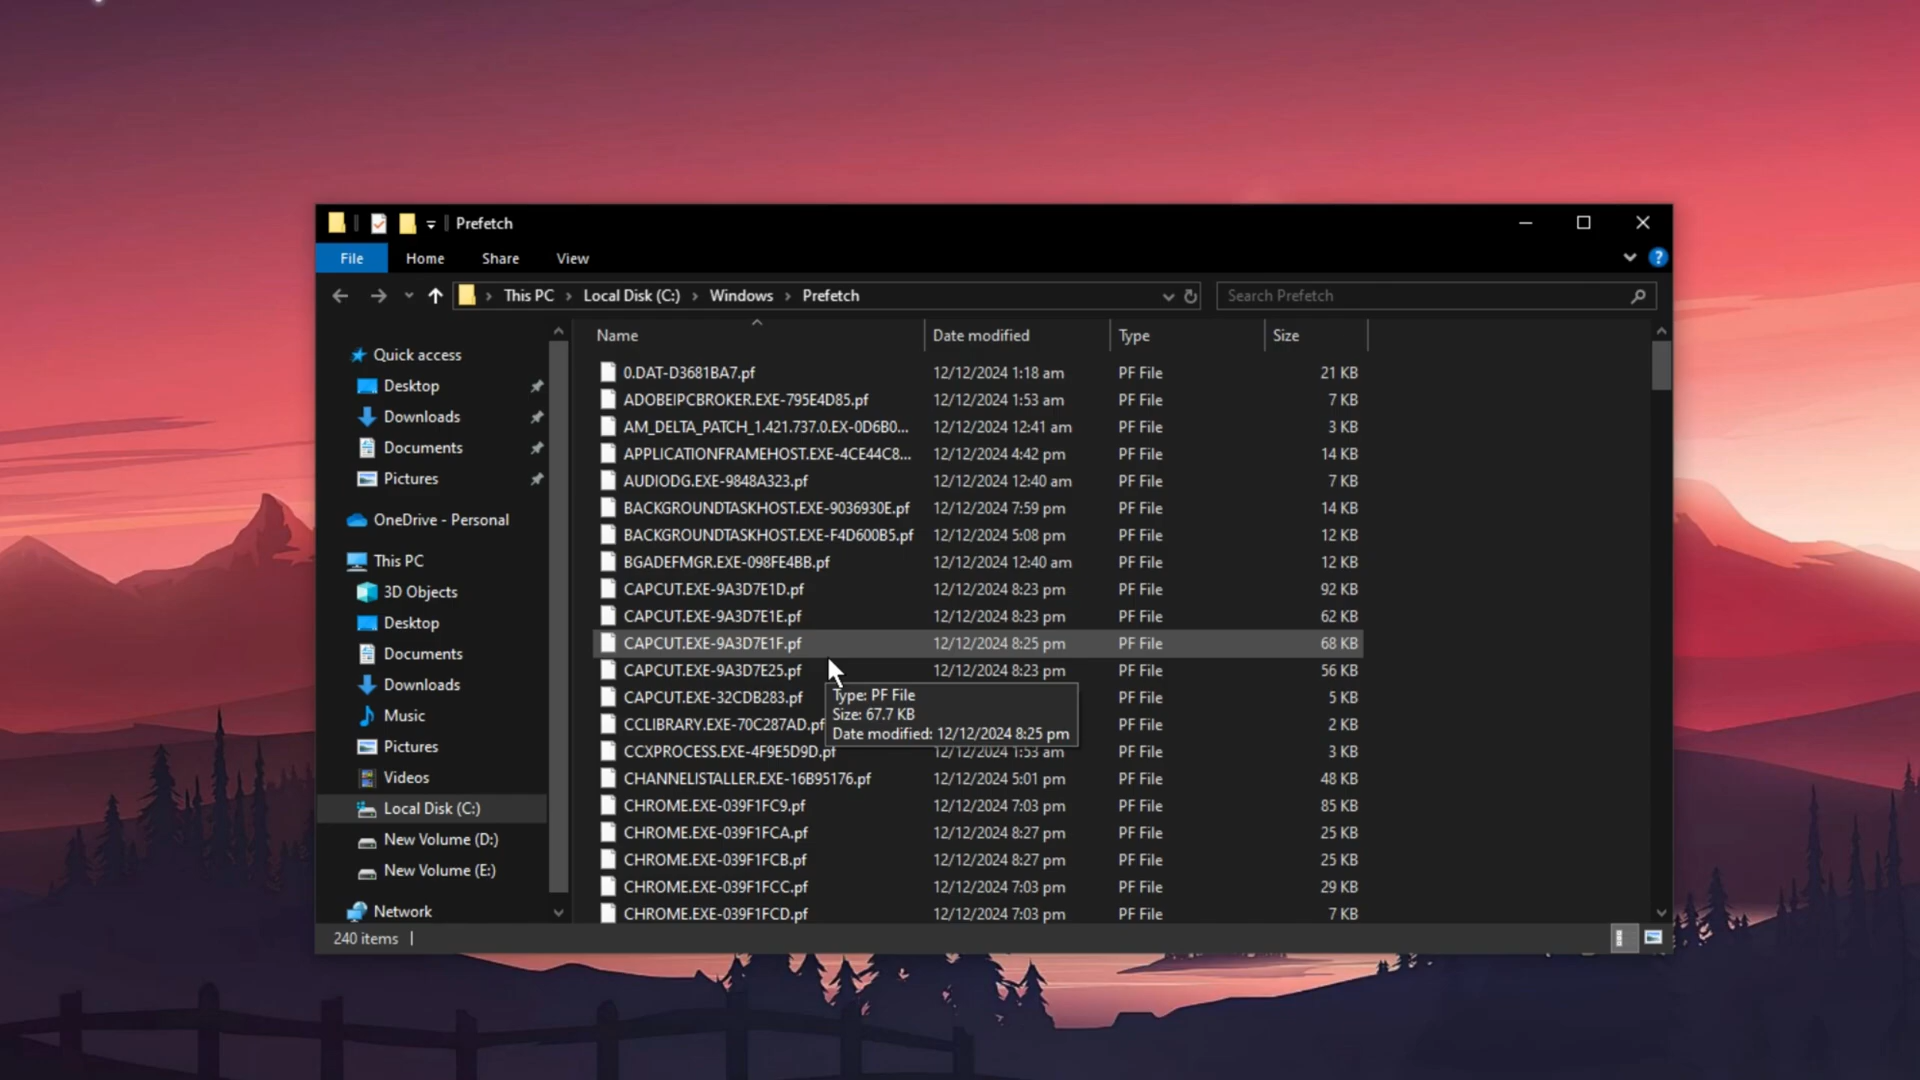 Prefetch
File Home Share View
This PC Local Disk (C:) Windows Prefetch
Search Prefetch
Quick access
Desktop
Downloads
Documents
Pictures
OneDrive - Personal
This PC
3D Objects
Desktop
Documents
Downloads
Music
Pictures
Videos
Local Disk (C:)
New Volume (D:)
New Volume (E:)
Network
Name Date modified Type Size
0.DAT-D3681BA7.pf 12/12/2024 1:18 am PF File 21 KB
ADOBEIPCBROKER.EXE-795E4D85.pf 12/12/2024 1:53 am PF File 7 KB
AM_DELTA_PATCH_1.421.737.0.EX-0D6B0... 12/12/2024 12:41 am PF File 3 KB
APPLICATIONFRAMEHOST.EXE-4CE44C8... 12/12/2024 4:42 pm PF File 14 KB
AUDIODG.EXE-9848A323.pf 12/12/2024 12:40 am PF File 7 KB
BACKGROUNDTASKHOST.EXE-9036930E.pf 12/12/2024 7:59 pm PF File 14 KB
BACKGROUNDTASKHOST.EXE-F4D600B5.pf 12/12/2024 5:08 pm PF File 12 KB
BGADEFMGR.EXE-098FE4BB.pf 12/12/2024 12:40 am PF File 12 KB
CAPCUT.EXE-9A3D7E1D.pf 12/12/2024 8:23 pm PF File 92 KB
CAPCUT.EXE-9A3D7E1E.pf 12/12/2024 8:23 pm PF File 62 KB
CAPCUT.EXE-9A3D7E1F.pf 12/12/2024 8:25 pm PF File 68 KB
CAPCUT.EXE-9A3D7E25.pf 12/12/2024 8:23 pm PF File 56 KB
CAPCUT.EXE-32CDB283.pf PF File 5 KB
CCLIBRARY.EXE-70C287AD.pf PF File 2 KB
CCXPROCESS.EXE-4F9E5D9D.pf 12/12/2024 1:53 am PF File 3 KB
CHANNELISTALLER.EXE-16B95176.pf 12/12/2024 5:01 pm PF File 48 KB
CHROME.EXE-039F1FC9.pf 12/12/2024 7:03 pm PF File 85 KB
CHROME.EXE-039F1FCA.pf 12/12/2024 8:27 pm PF File 25 KB
CHROME.EXE-039F1FCB.pf 12/12/2024 8:27 pm PF File 25 KB
CHROME.EXE-039F1FCC.pf 12/12/2024 7:03 pm PF File 29 KB
CHROME.EXE-039F1FCD.pf 12/12/2024 7:03 pm PF File 7 KB
Type: PF File
Size: 67.7 KB
Date modified: 12/12/2024 8:25 pm
240 items